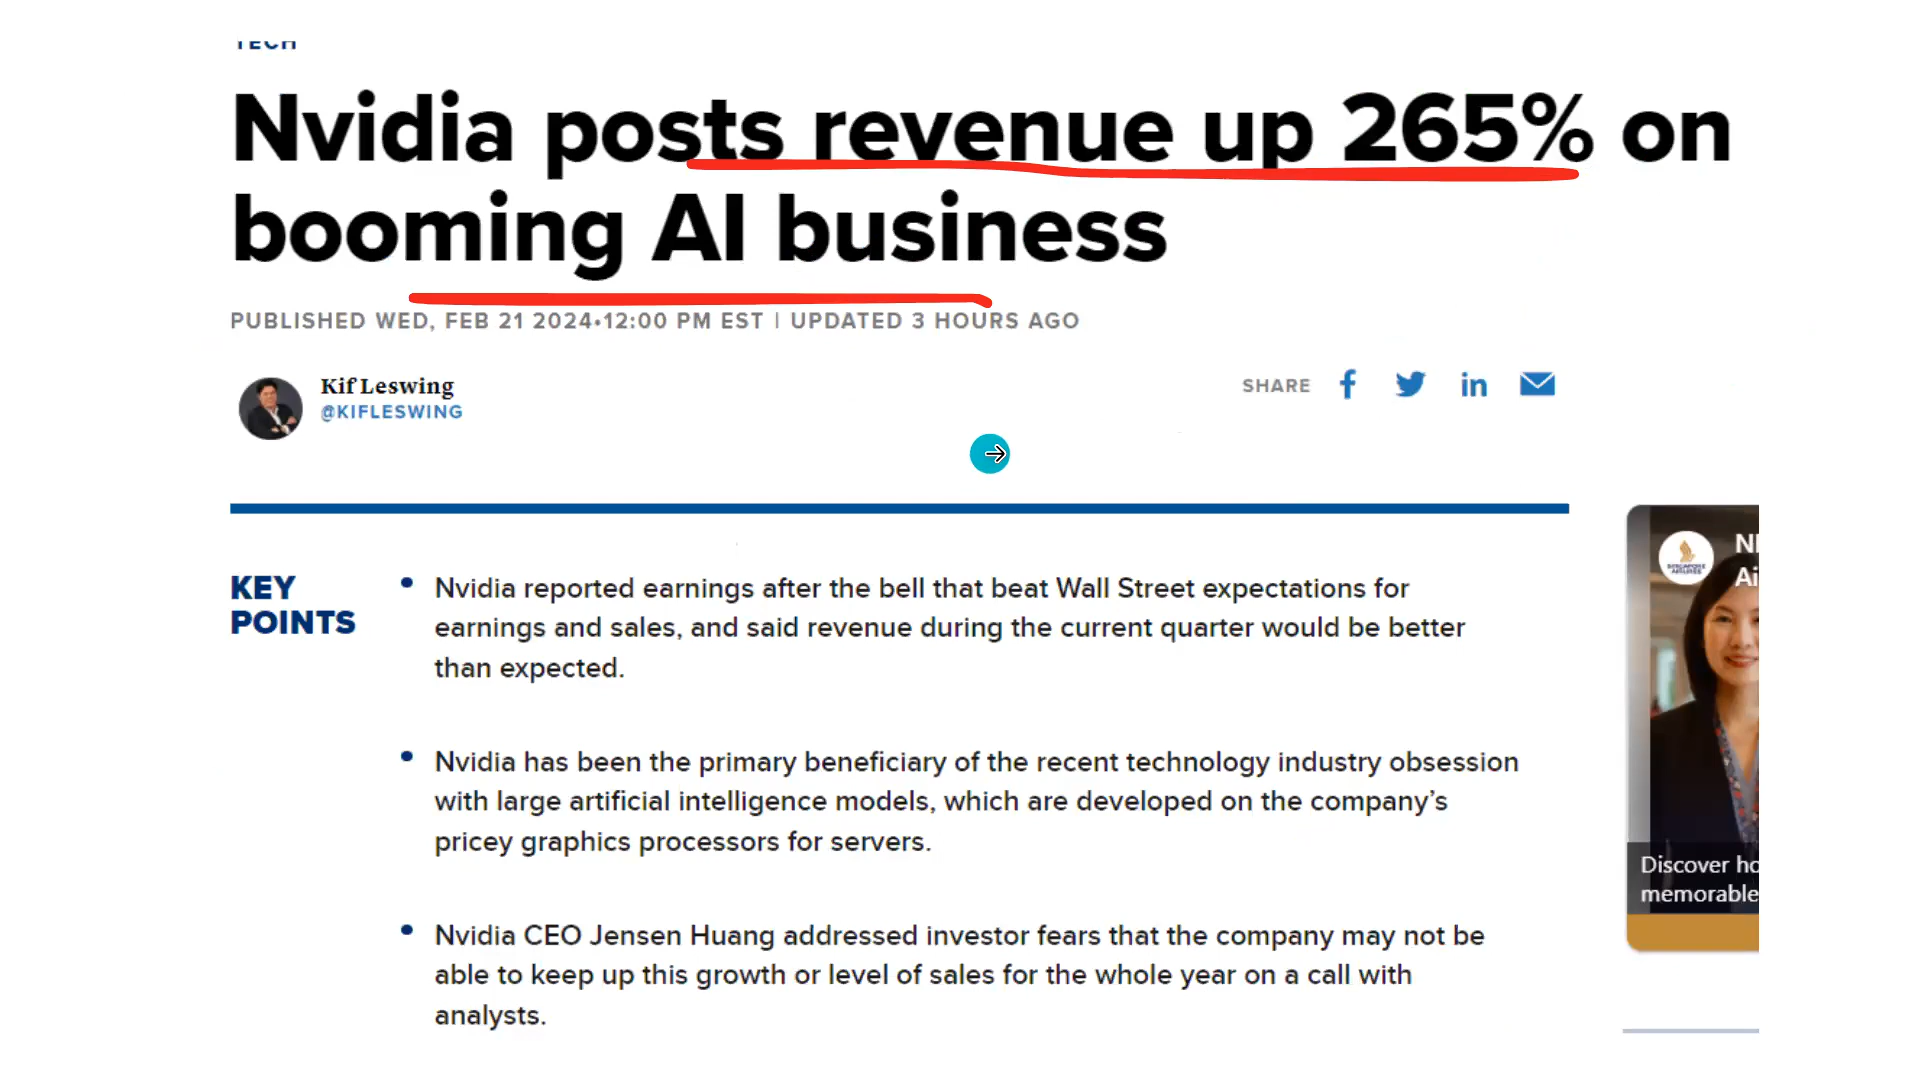 TECH
Nvidia posts revenue up 265% on
booming AI business
PUBLISHED WED, FEB 21 2024•12:00 PM EST | UPDATED 3 HOURS AGO
Kif Leswing
@KIFLESWING
SHARE
KEY
POINTS
• Nvidia reported earnings after the bell that beat Wall Street expectations for
earnings and sales, and said revenue during the current quarter would be better
than expected.
• Nvidia has been the primary beneficiary of the recent technology industry obsession
with large artificial intelligence models, which are developed on the company’s
pricey graphics processors for servers.
• Nvidia CEO Jensen Huang addressed investor fears that the company may not be
able to keep up this growth or level of sales for the whole year on a call with
analysts.
SINGAPORE
AIRLINES
Discover
memorable